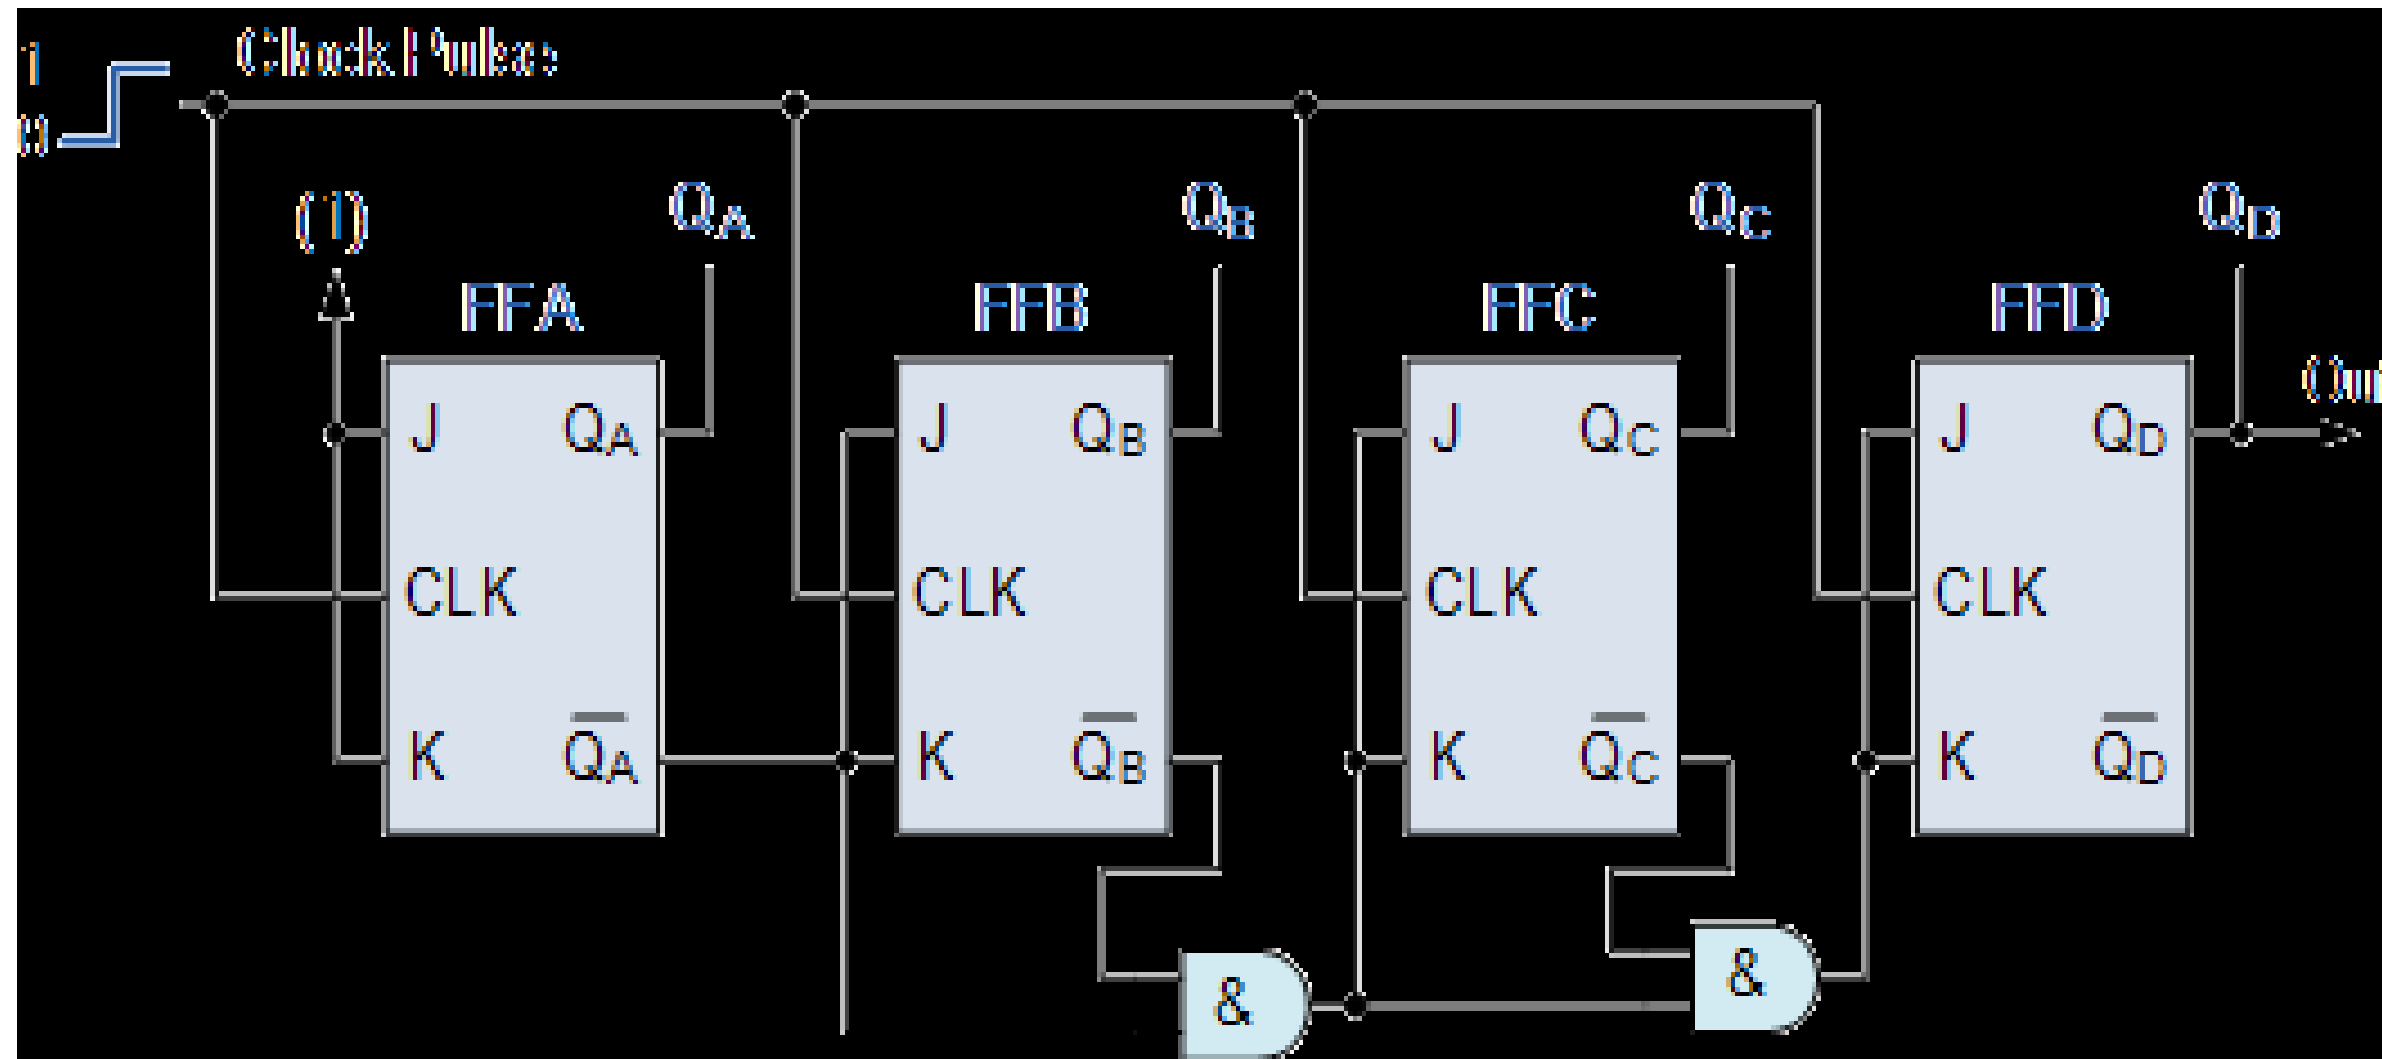 1
Clock Pulse
0
(1)
QA
QB
QC
QD
FFA
FFB
FFC
FFD
Out
J
QA
J
QB
J
QC
J
QD
CLK
CLK
CLK
CLK
K
QA
K
QB
K
QC
K
QD
&
&